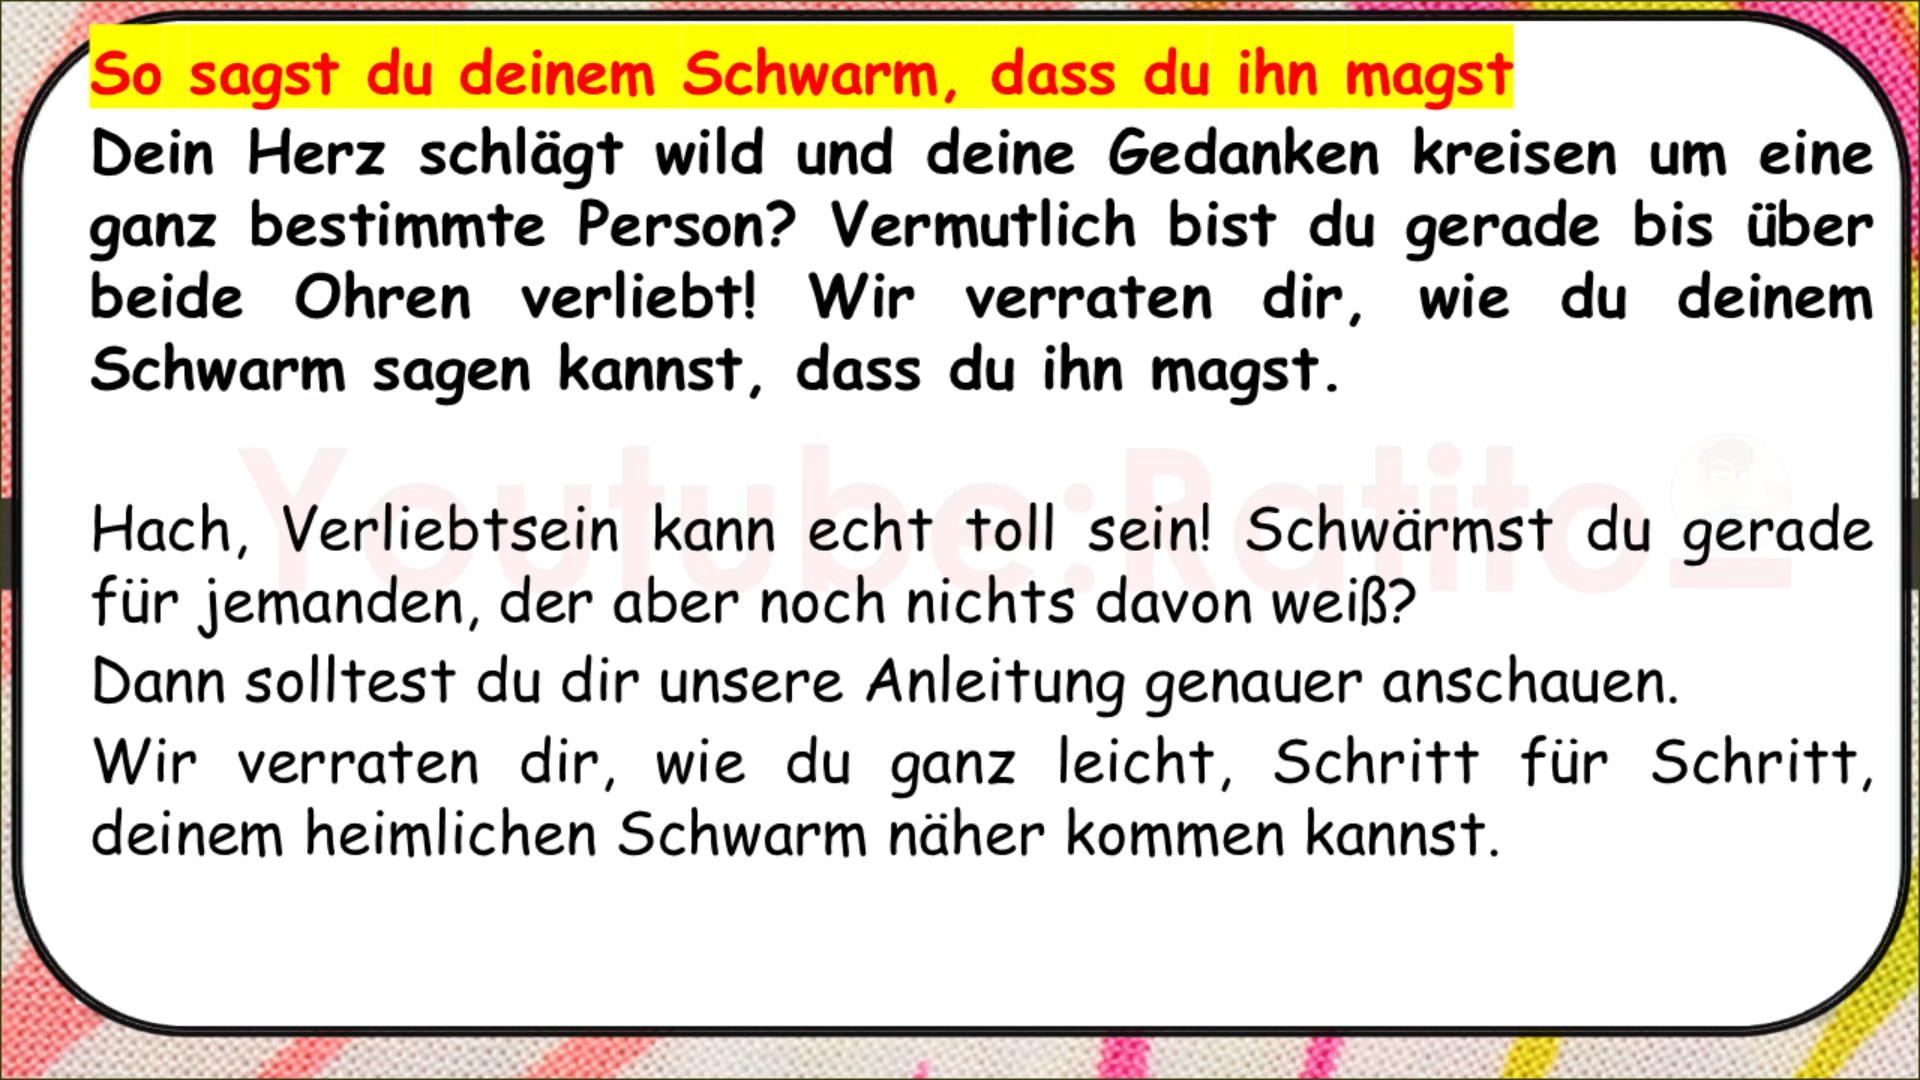 So sagst du deinem Schwarm, dass du ihn magst
Dein Herz schlägt wild und deine Gedanken kreisen um eine
ganz bestimmte Person? Vermutlich bist du gerade bis über
beide Ohren verliebt! Wir verraten dir, wie du deinem
Schwarm sagen kannst, dass du ihn magst.
Youtube:Ratito
Hach, Verliebtsein kann echt toll sein! Schwärmst du gerade
für jemanden, der aber noch nichts davon weiß?
Dann solltest du dir unsere Anleitung genauer anschauen.
Wir verraten dir, wie du ganz leicht, Schritt für Schritt,
deinem heimlichen Schwarm näher kommen kannst.